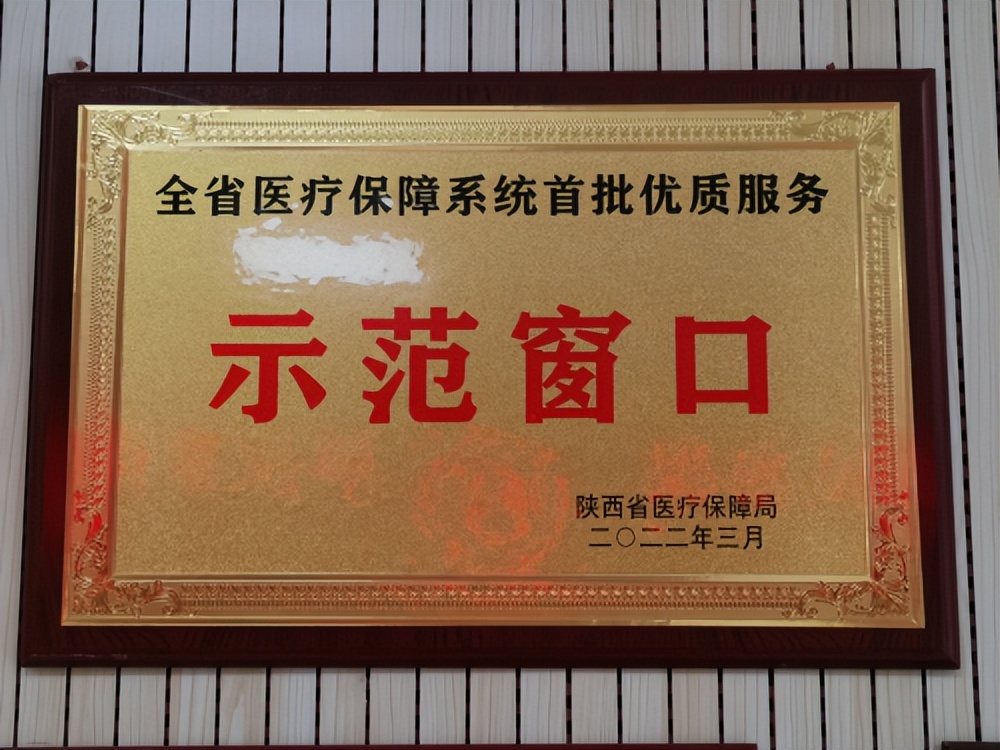 全省医疗保障系统首批优质服务
示范窗口
陕西省医疗保障局
二〇二二年三月